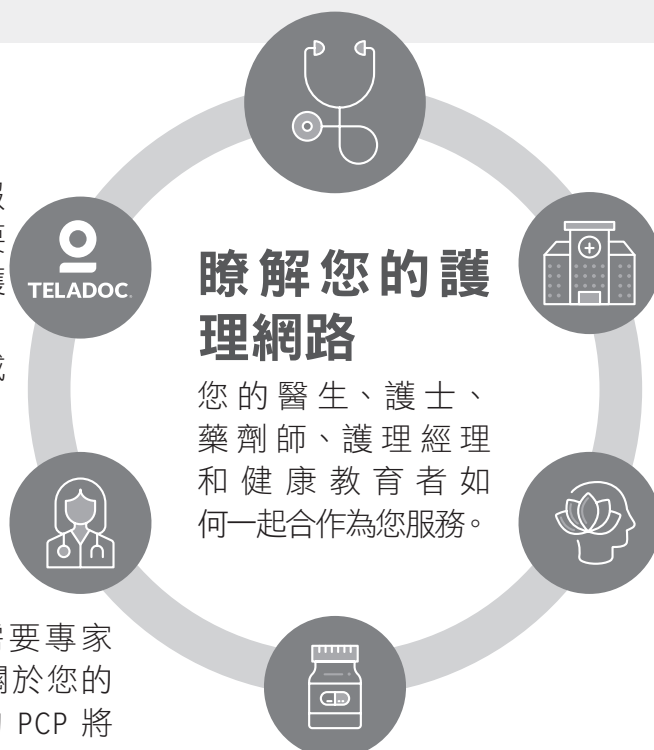 TELADOC
瞭解您的護
理網路
您的醫生、護士、
藥劑師、護理經理
和健康教育者如
何一起合作為您服務。
要專家
關於您的
PCP 將